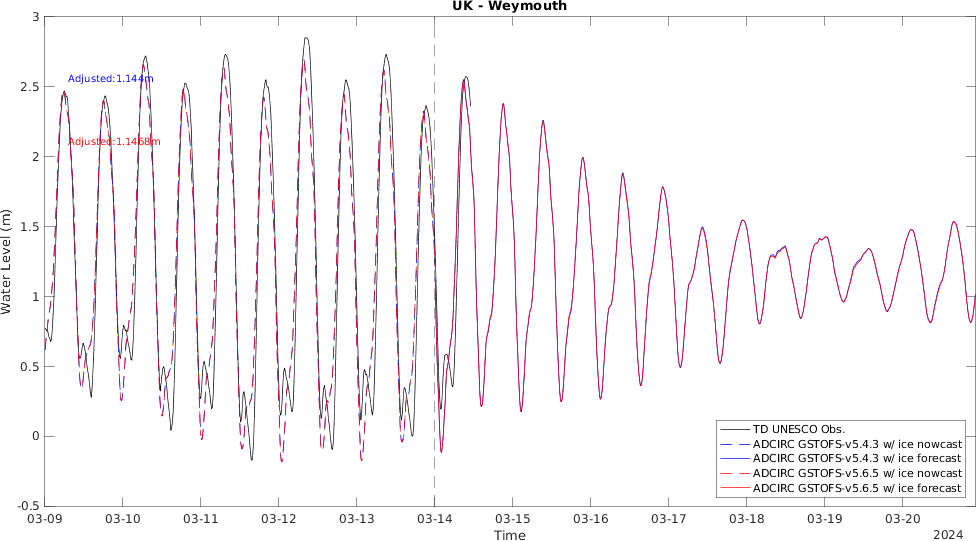 UK - Weymouth
3
2.5
2
1.5
1
0.5
0
-0.5
Water Level (m)
Adjusted:1.144m
Adjusted:1.1468m
TD UNESCO Obs.
ADCIRC GSTOFS-v5.4.3 w/ ice nowcast
ADCIRC GSTOFS-v5.4.3 w/ ice forecast
ADCIRC GSTOFS-v5.6.5 w/ ice nowcast
ADCIRC GSTOFS-v5.6.5 w/ ice forecast
03-09 03-10 03-11 03-12 03-13 03-14 03-15 03-16 03-17 03-18 03-19 03-20
Time
2024